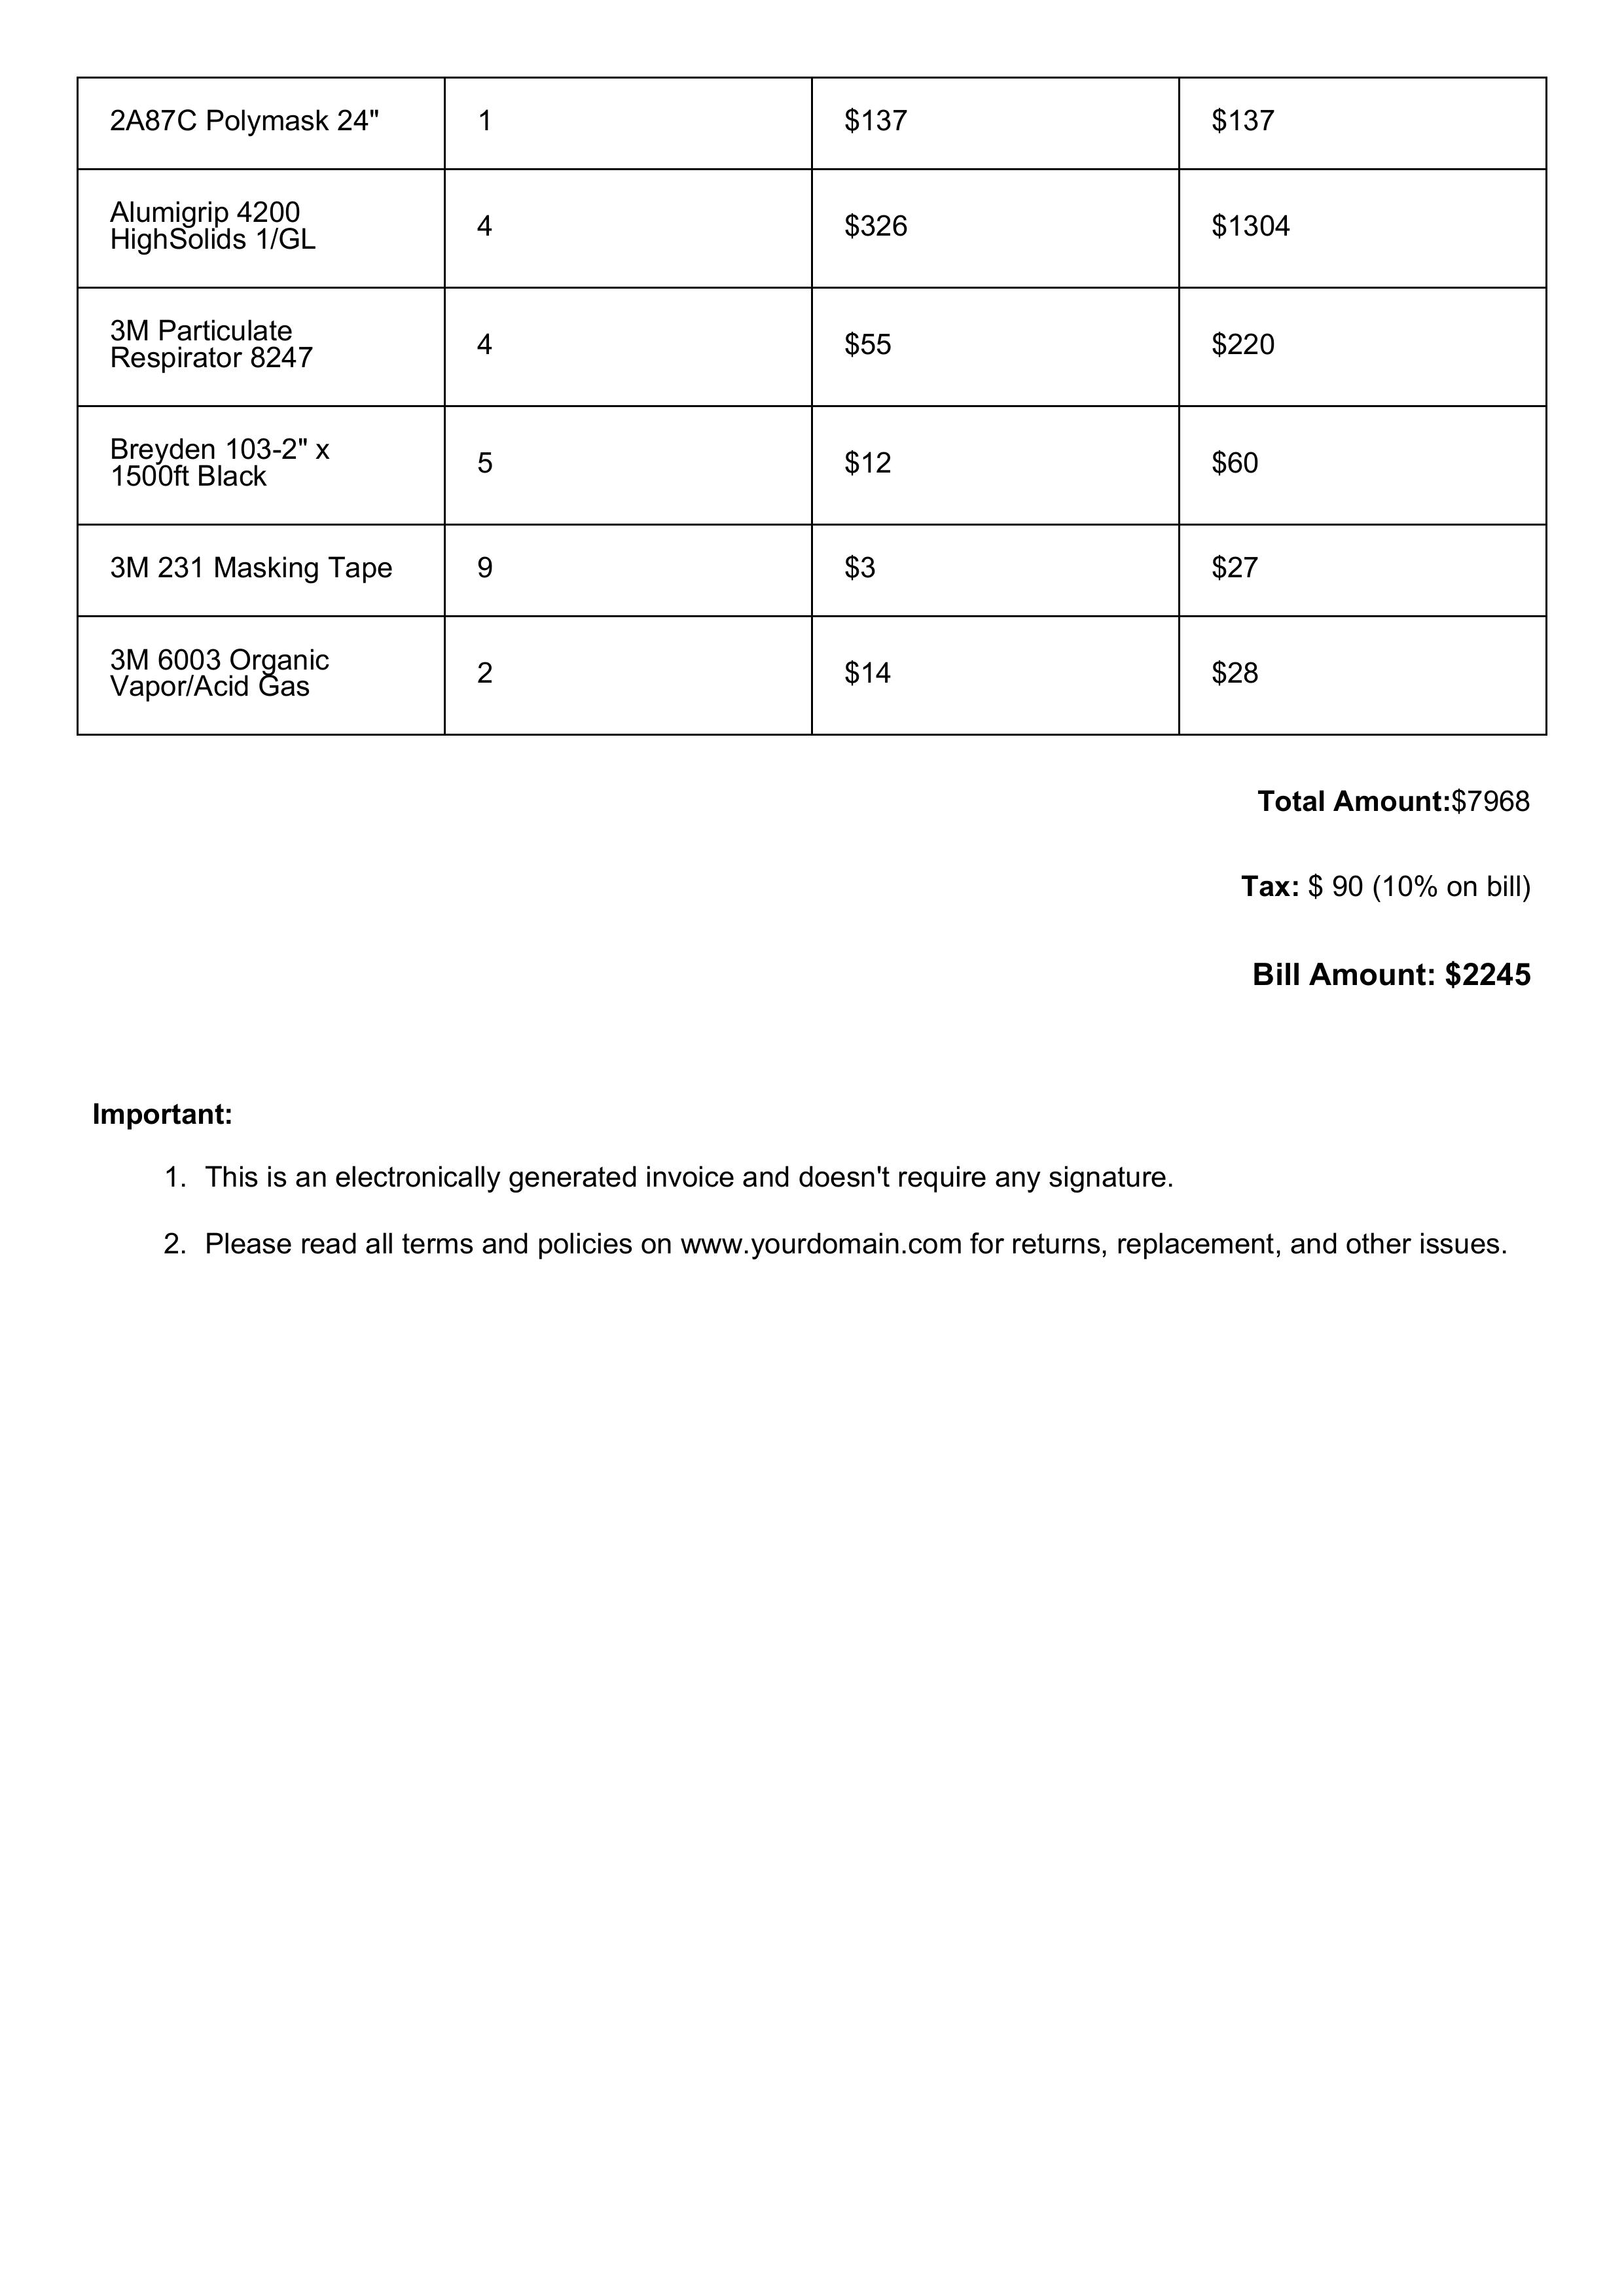 2A87C Polymask 24" 1 $137 $137
Alumigrip 4200
HighSolids 1/GL 4 $326 $1304
3M Particulate
Respirator 8247 4 $55 $220
Breyden 103-2" x
1500ft Black 5 $12 $60
3M 231 Masking Tape 9 $3 $27
3M 6003 Organic
Vapor/Acid Gas 2 $14 $28
Total Amount:$7968
Tax: $ 90 (10% on bill)
Bill Amount: $2245
Important:
1. This is an electronically generated invoice and doesn't require any signature.
2. Please read all terms and policies on www.yourdomain.com for returns, replacement, and other issues.